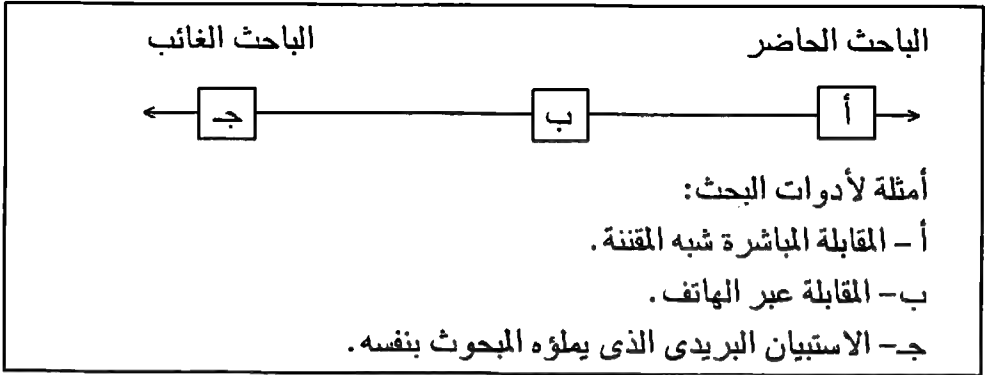 الباحث الحاضر الباحث الغائب
أ ب جـ
أمثلة لأدوات البحث:
أ – المقابلة المباشرة شبه المقننة.
ب – المقابلة عبر الهاتف.
جـ – الاستبيان البريدى الذى يملؤه المبحوث بنفسه.